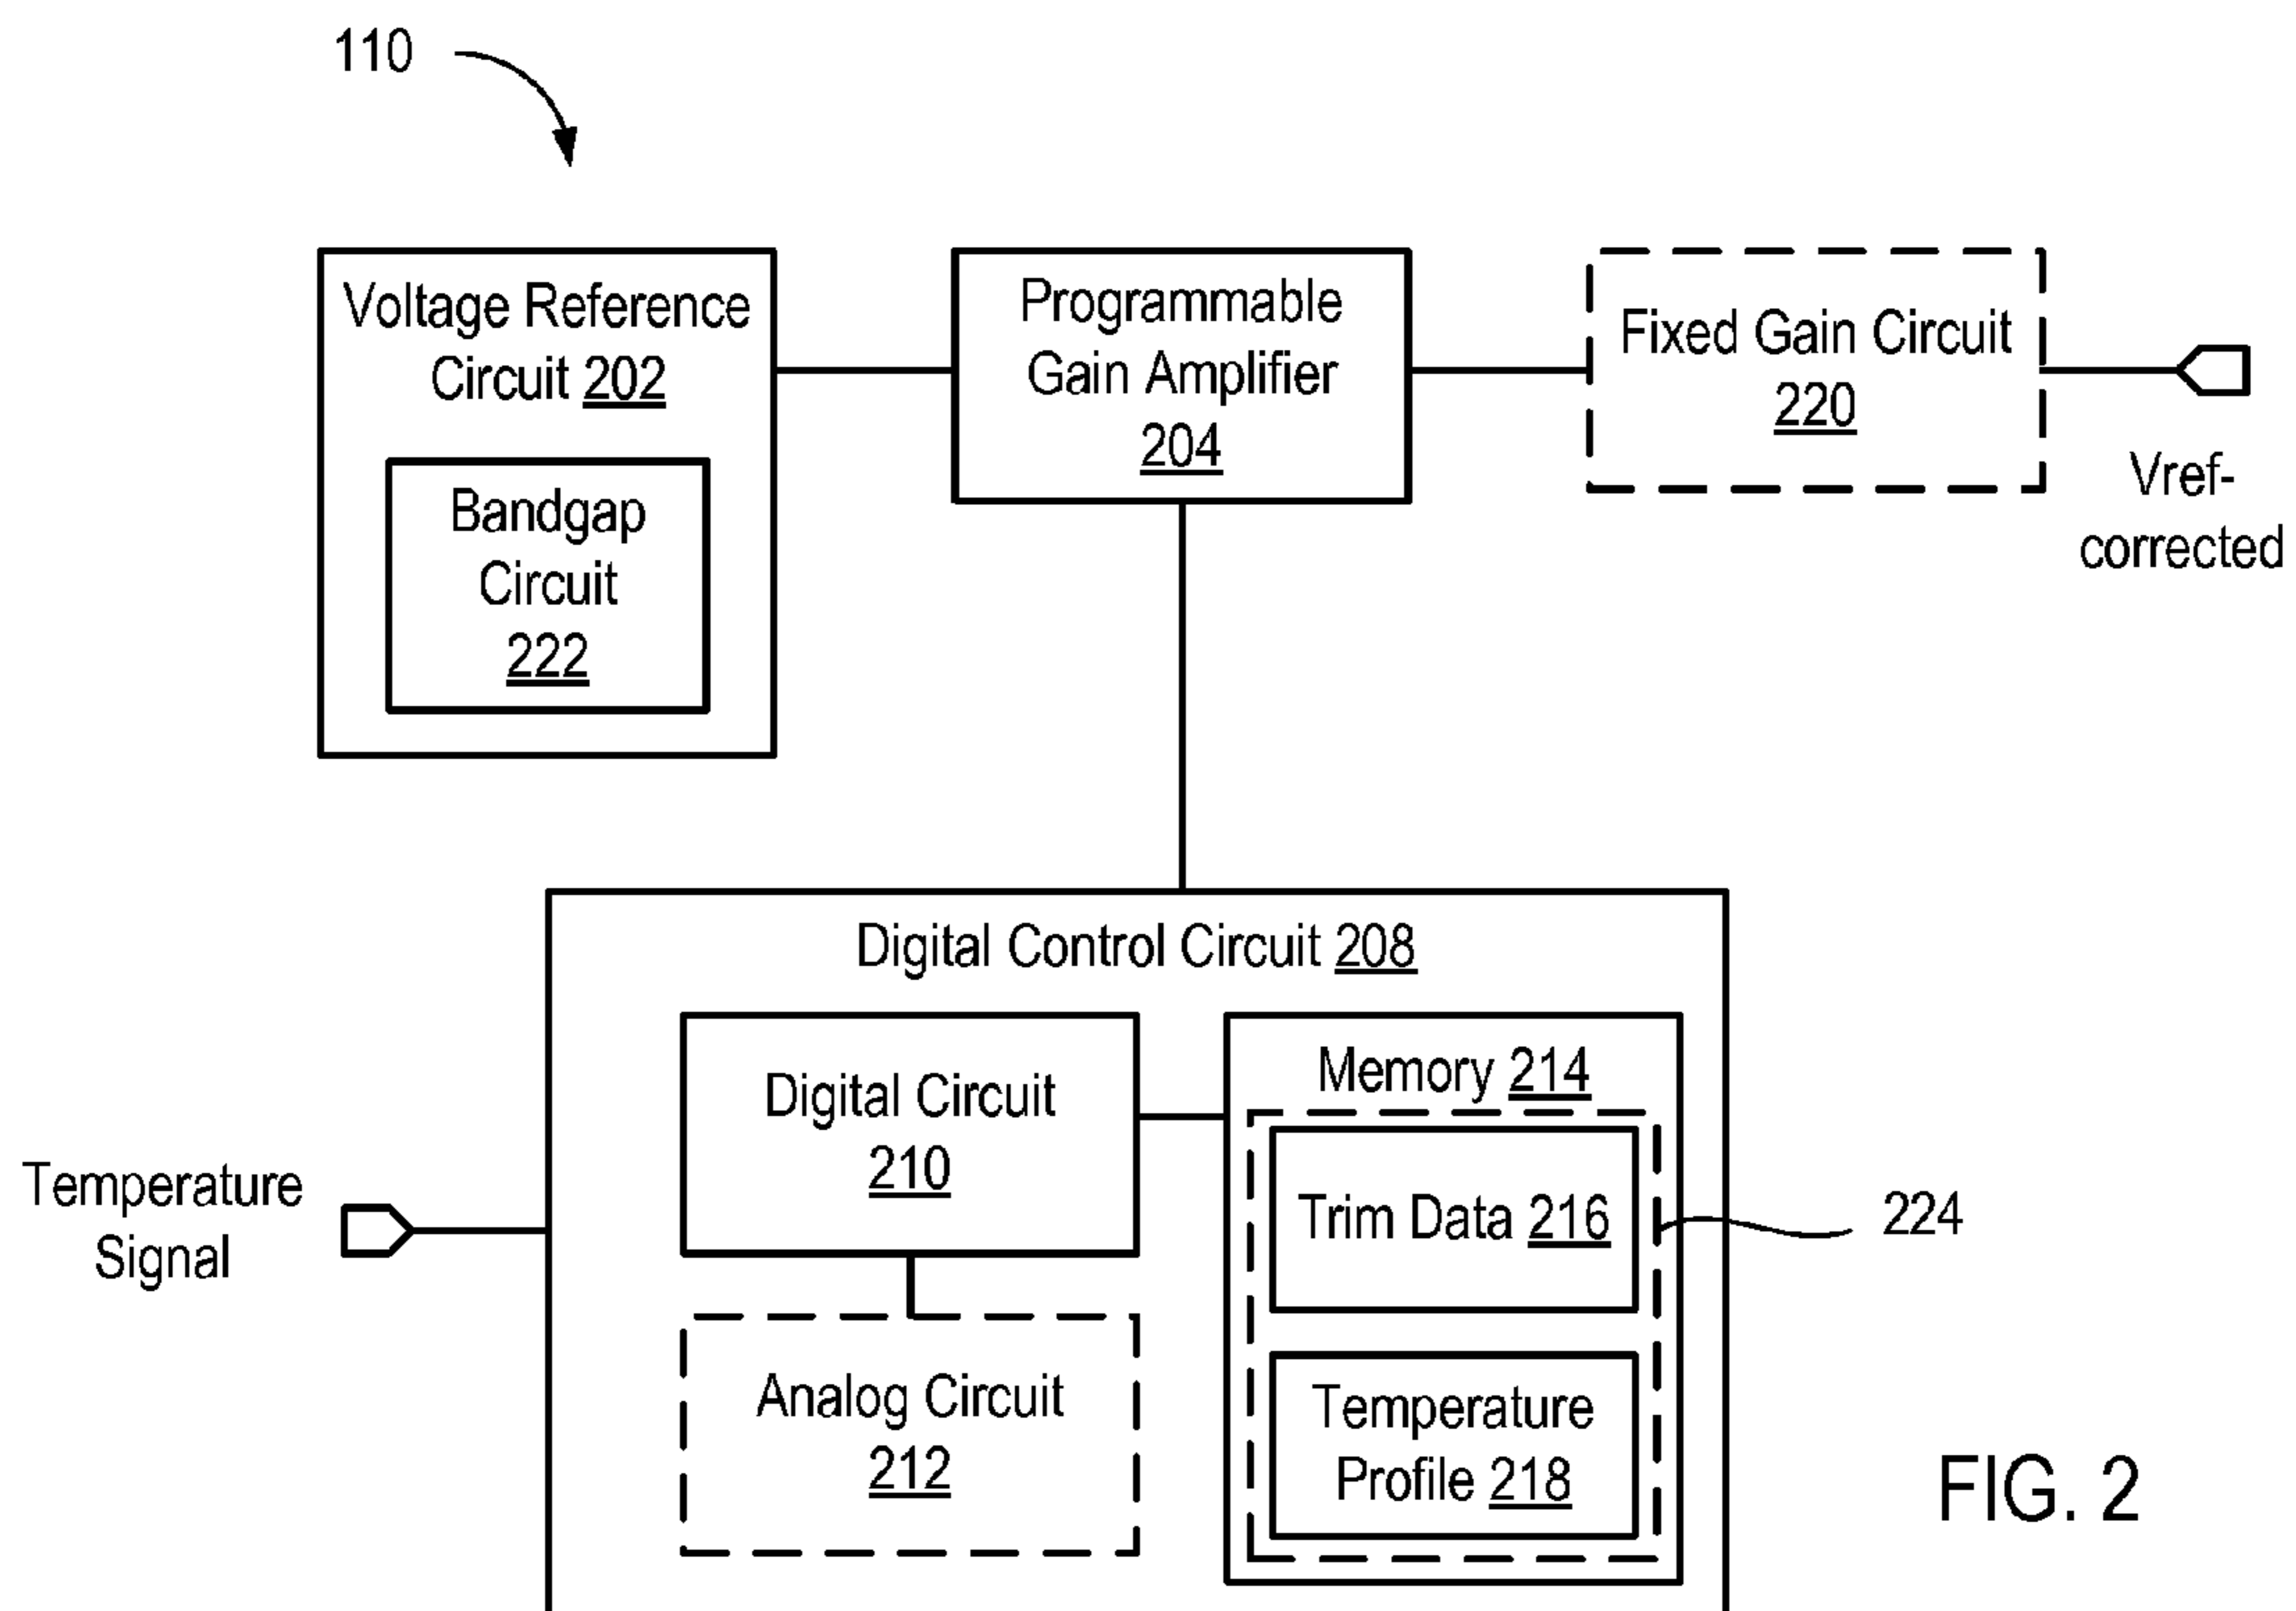 110
Voltage Reference
Circuit 202
Bandgap
Circuit
222
Programmable
Gain Amplifier
204
Fixed Gain Circuit
220
Vref-
corrected
Digital Control Circuit 208
Temperature
Signal
Digital Circuit
210
Analog Circuit
212
Memory 214
Trim Data 216
Temperature
Profile 218
224
FIG. 2